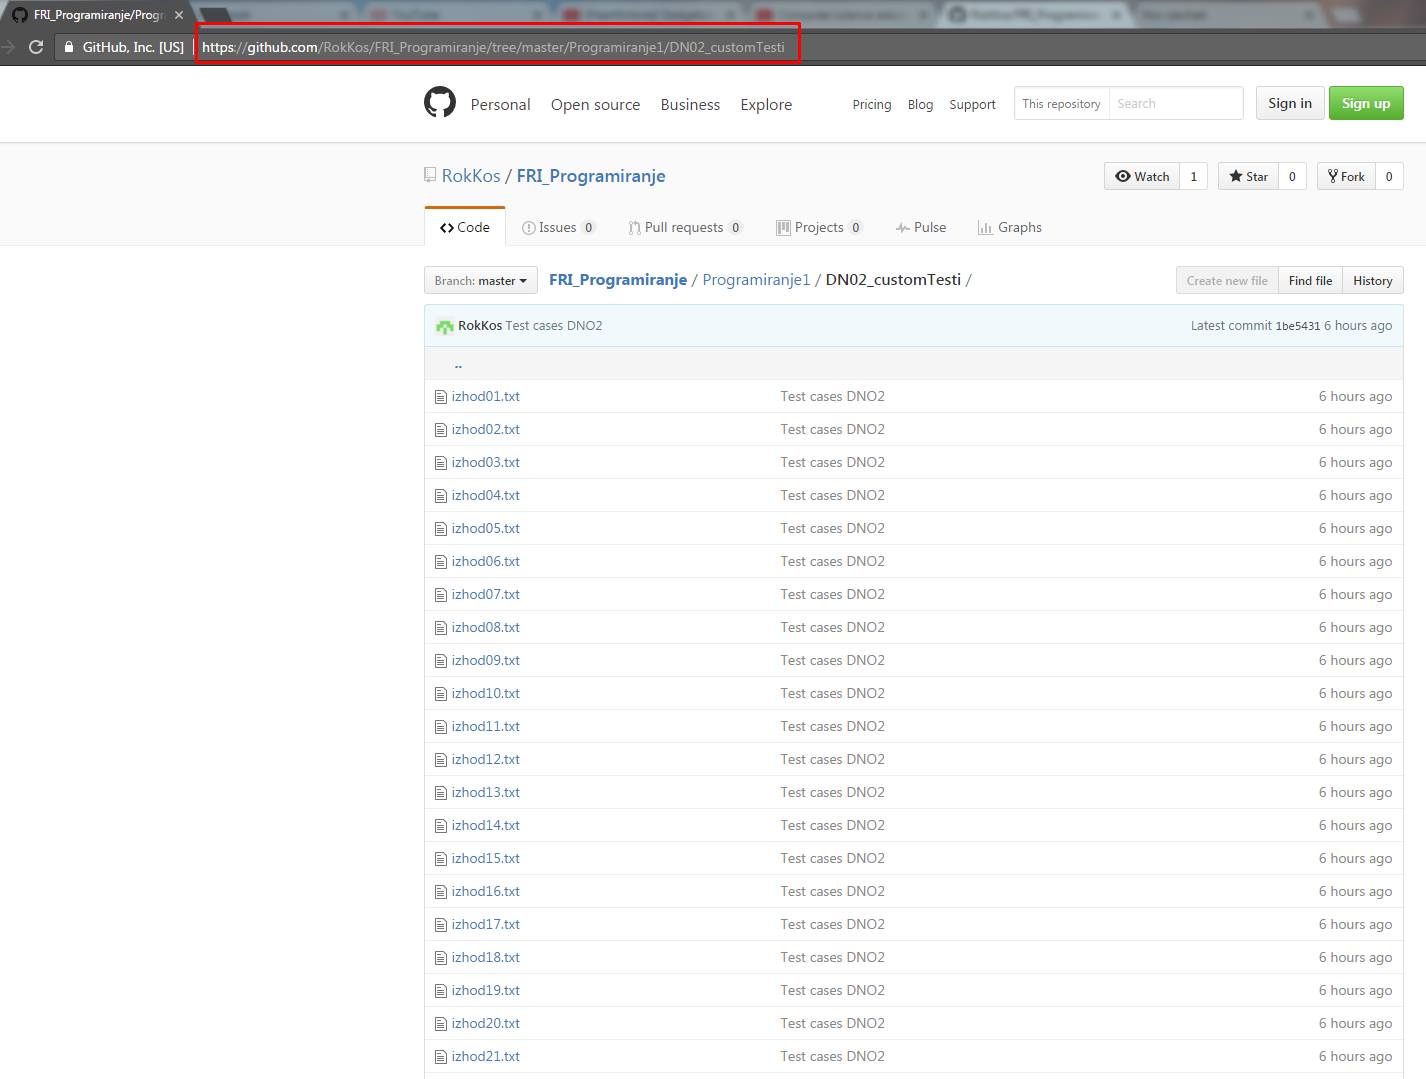 FRI_Programiranje/Progr
YouTube
GitHub, Inc. [US] https://github.com/RokKos/FRI_Programiranje/tree/master/Programiranje1/DN02_customTesti
Personal Open source Business Explore Pricing Blog Support This repository Search Sign in Sign up
RokKos / FRI_Programiranje Watch 1 Star 0 Fork 0
Code Issues 0 Pull requests 0 Projects 0 Pulse Graphs
Branch: master FRI_Programiranje / Programiranje1 / DN02_customTesti / Create new file Find file History
RokKos Test cases DNO2 Latest commit 1be5431 6 hours ago
..
izhod01.txt Test cases DNO2 6 hours ago
izhod02.txt Test cases DNO2 6 hours ago
izhod03.txt Test cases DNO2 6 hours ago
izhod04.txt Test cases DNO2 6 hours ago
izhod05.txt Test cases DNO2 6 hours ago
izhod06.txt Test cases DNO2 6 hours ago
izhod07.txt Test cases DNO2 6 hours ago
izhod08.txt Test cases DNO2 6 hours ago
izhod09.txt Test cases DNO2 6 hours ago
izhod10.txt Test cases DNO2 6 hours ago
izhod11.txt Test cases DNO2 6 hours ago
izhod12.txt Test cases DNO2 6 hours ago
izhod13.txt Test cases DNO2 6 hours ago
izhod14.txt Test cases DNO2 6 hours ago
izhod15.txt Test cases DNO2 6 hours ago
izhod16.txt Test cases DNO2 6 hours ago
izhod17.txt Test cases DNO2 6 hours ago
izhod18.txt Test cases DNO2 6 hours ago
izhod19.txt Test cases DNO2 6 hours ago
izhod20.txt Test cases DNO2 6 hours ago
izhod21.txt Test cases DNO2 6 hours ago